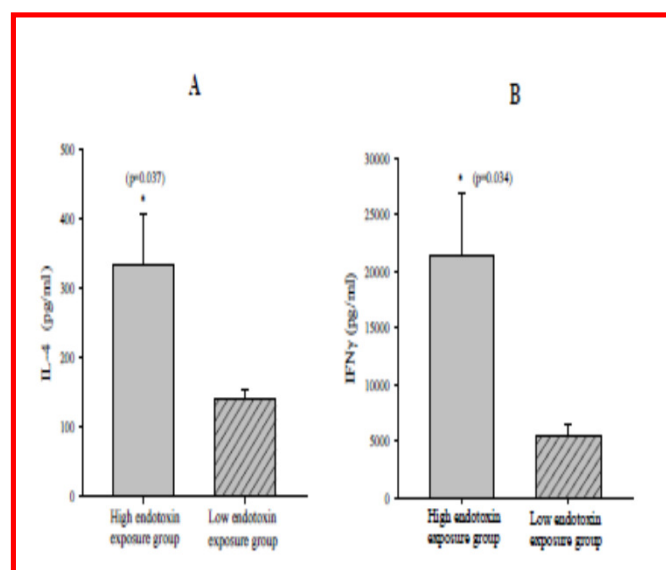 A
500
400
300
200
100
0
IL-4 (pg/ml)
(p=0.037)
*
High endotoxin
exposure group
Low endotoxin
exposure group
B
30000
25000
20000
15000
10000
5000
0
IFNγ (pg/ml)
* (p=0.034)
High endotoxin
exposure group
Low endotoxin
exposure group